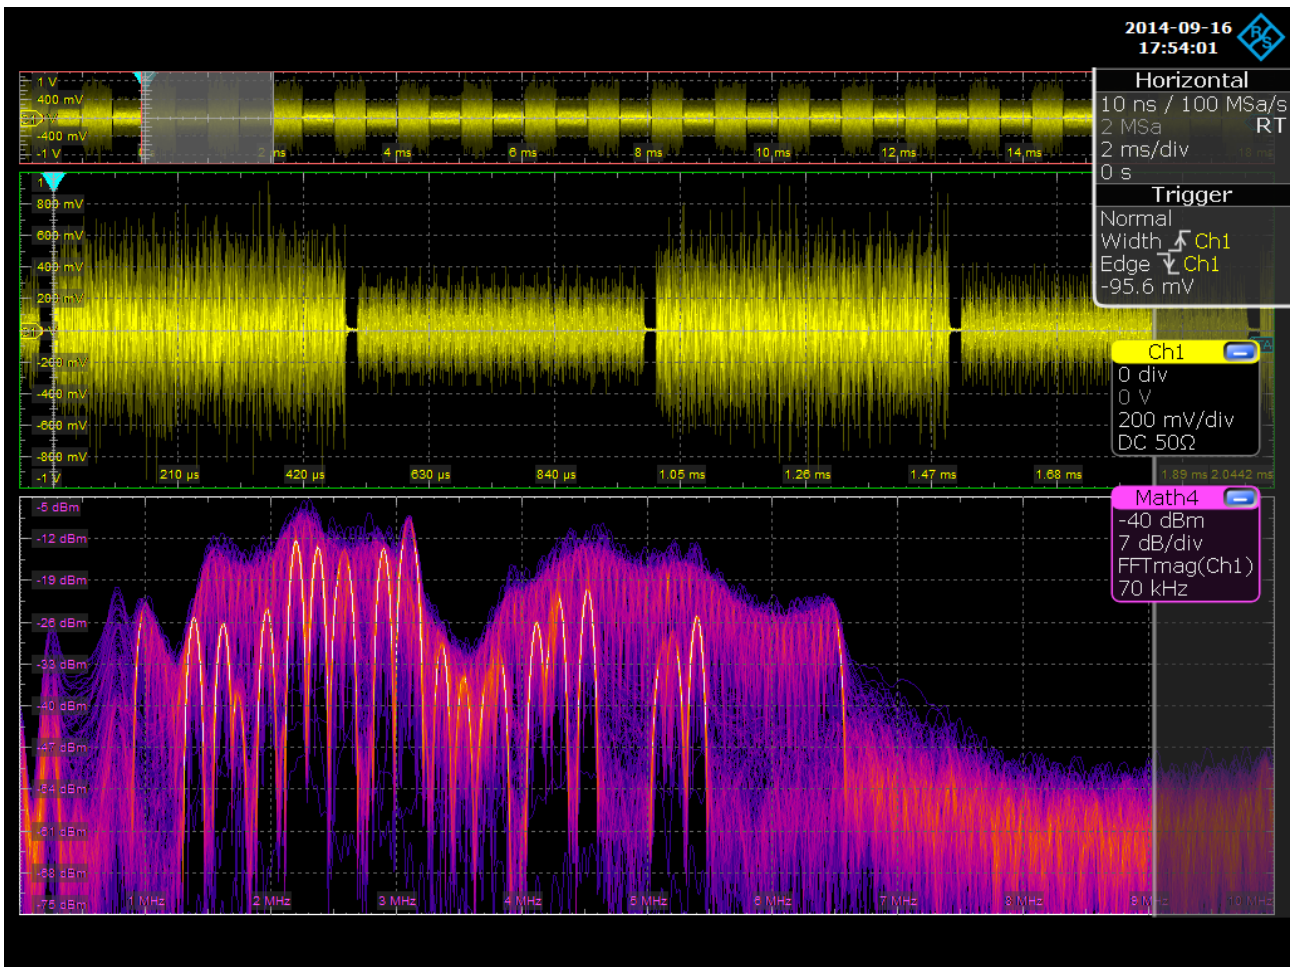 2014-09-16
17:54:01
R&S
Horizontal
10 ns / 100 MSa/s
2 MSa RT
2 ms/div
0 s
Trigger
Normal
Width Ch1
Edge Ch1
-95.6 mV
1 V
400 mV
-400 mV
-1 V
4 ms 6 ms 8 ms 10 ms 12 ms 14 ms 18 ms
800 mV
600 mV
400 mV
200 mV
-200 mV
-400 mV
-600 mV
-800 mV
-1 V
210 µs 420 µs 630 µs 840 µs 1.05 ms 1.26 ms 1.47 ms 1.68 ms 1.89 ms 2.0442 ms
Ch1
0 div
0 V
200 mV/div
DC 50Ω
Math4
-40 dBm
7 dB/div
FFTmag(Ch1)
70 kHz
-5 dBm
-12 dBm
-19 dBm
-26 dBm
-33 dBm
-40 dBm
-47 dBm
-54 dBm
-61 dBm
-68 dBm
-75 dBm
1 MHz 2 MHz 3 MHz 4 MHz 5 MHz 6 MHz 7 MHz 8 MHz 9 MHz 10 MHz